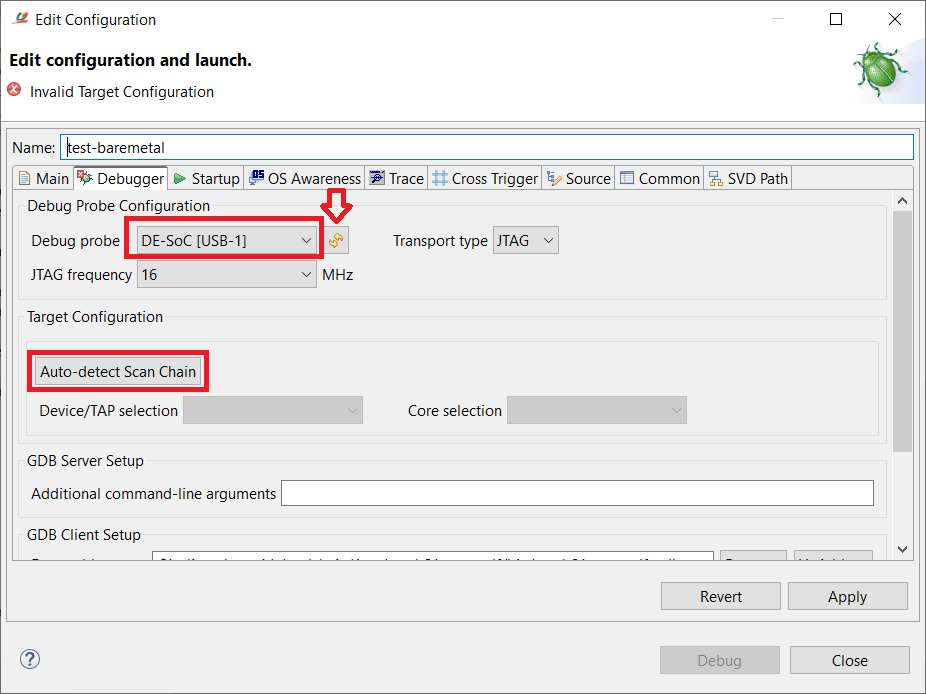 Edit Configuration
Edit configuration and launch.
Invalid Target Configuration
Name: test-baremetal
Main Debugger Startup OS Awareness Trace Cross Trigger Source Common SVD Path
Debug Probe Configuration
Debug probe DE-SoC [USB-1] Transport type JTAG
JTAG frequency 16 MHz
Target Configuration
Auto-detect Scan Chain
Device/TAP selection Core selection
GDB Server Setup
Additional command-line arguments
GDB Client Setup
Revert Apply
Debug Close